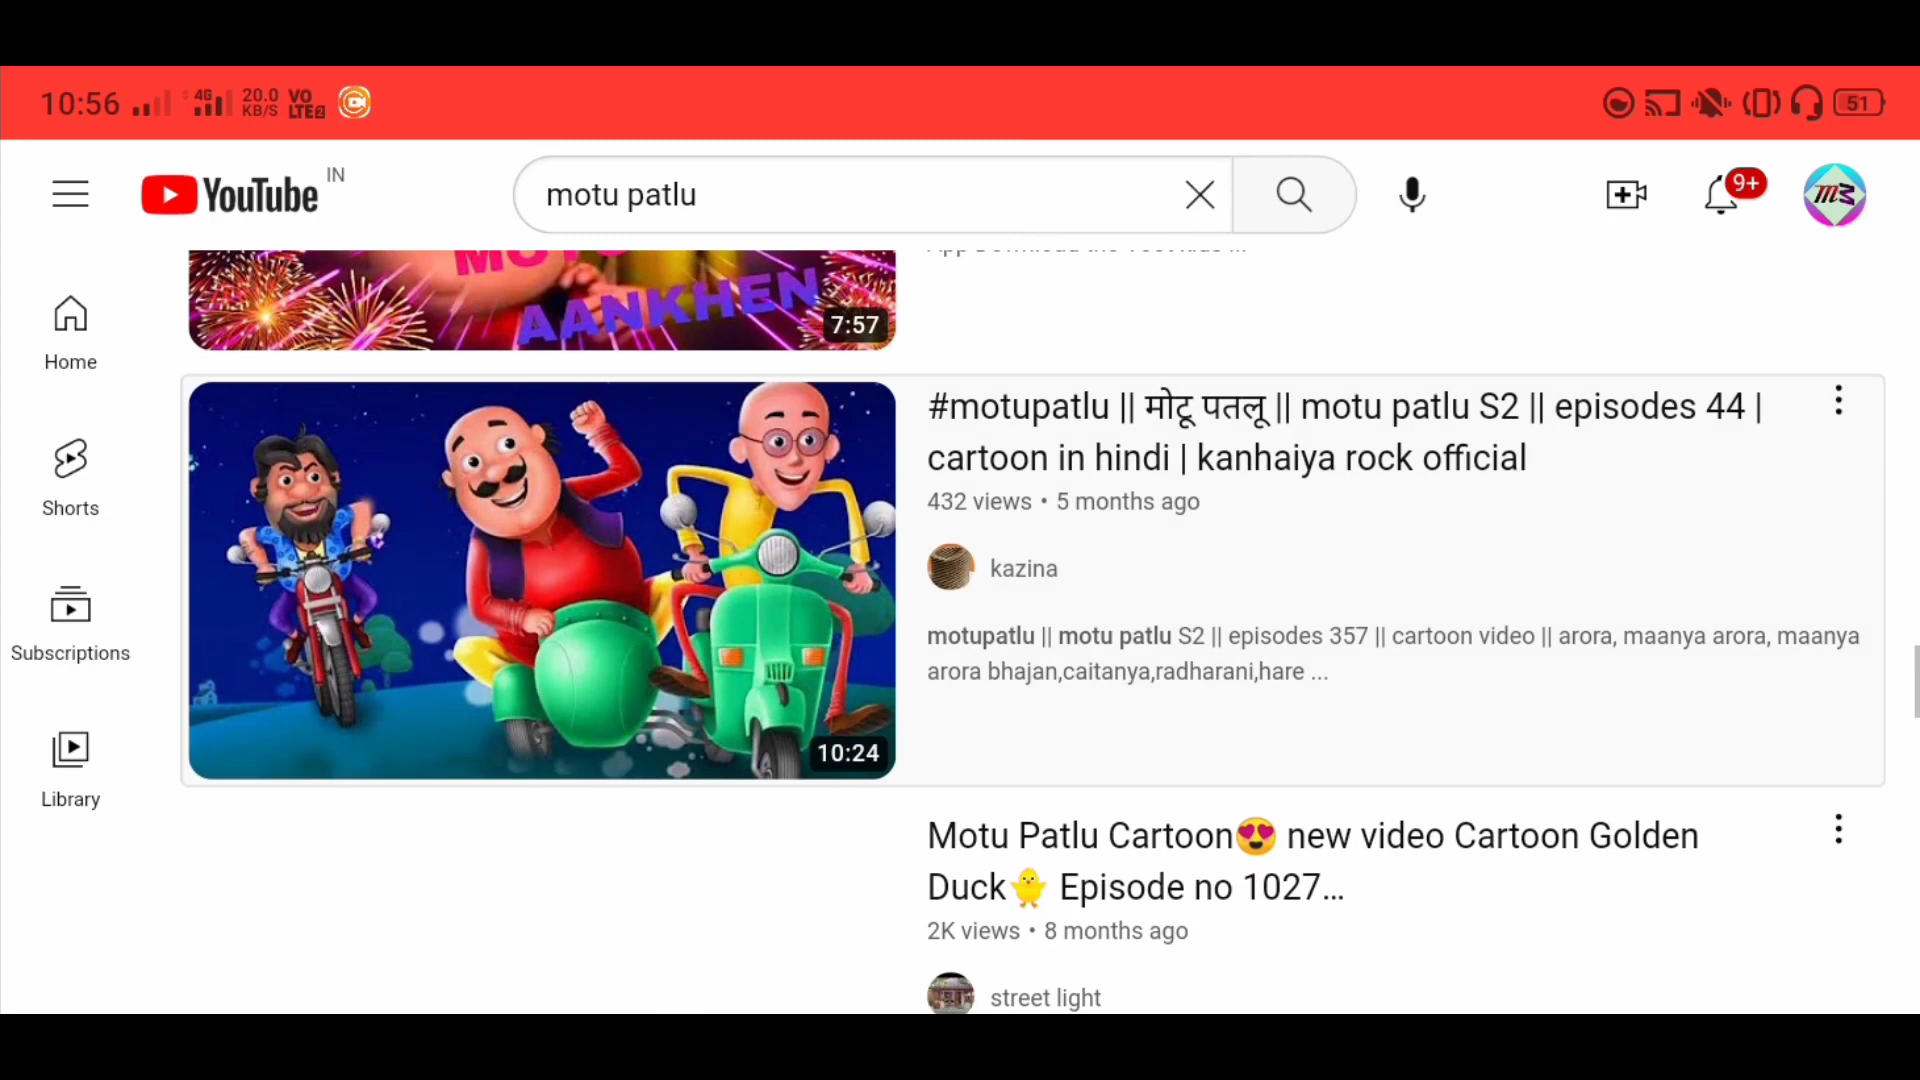 10:56 4G 20.0 KB/S VO LTE2 51
YouTube IN
motu patlu
9+
Home
Shorts
Subscriptions
Library
AANKHEN
7:57
#motupatlu || मोटू पतलू || motu patlu S2 || episodes 44 |
cartoon in hindi | kanhaiya rock official
432 views • 5 months ago
kazina
motupatlu || motu patlu S2 || episodes 357 || cartoon video || arora, maanya arora, maanya
arora bhajan,caitanya,radharani,hare ...
10:24
Motu Patlu Cartoon😍 new video Cartoon Golden
Duck🐥 Episode no 1027...
2K views • 8 months ago
street light